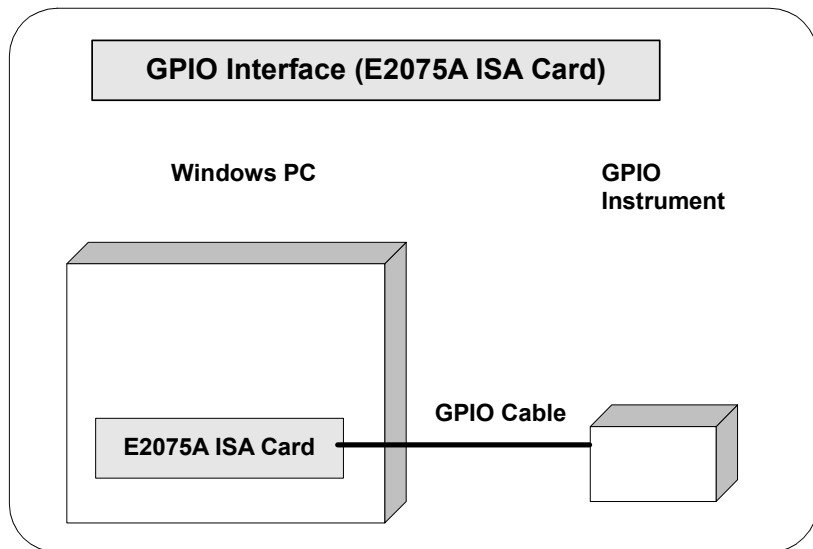 GPIO Interface (E2075A ISA Card)
Windows PC
GPIO
Instrument
GPIO Cable
E2075A ISA Card